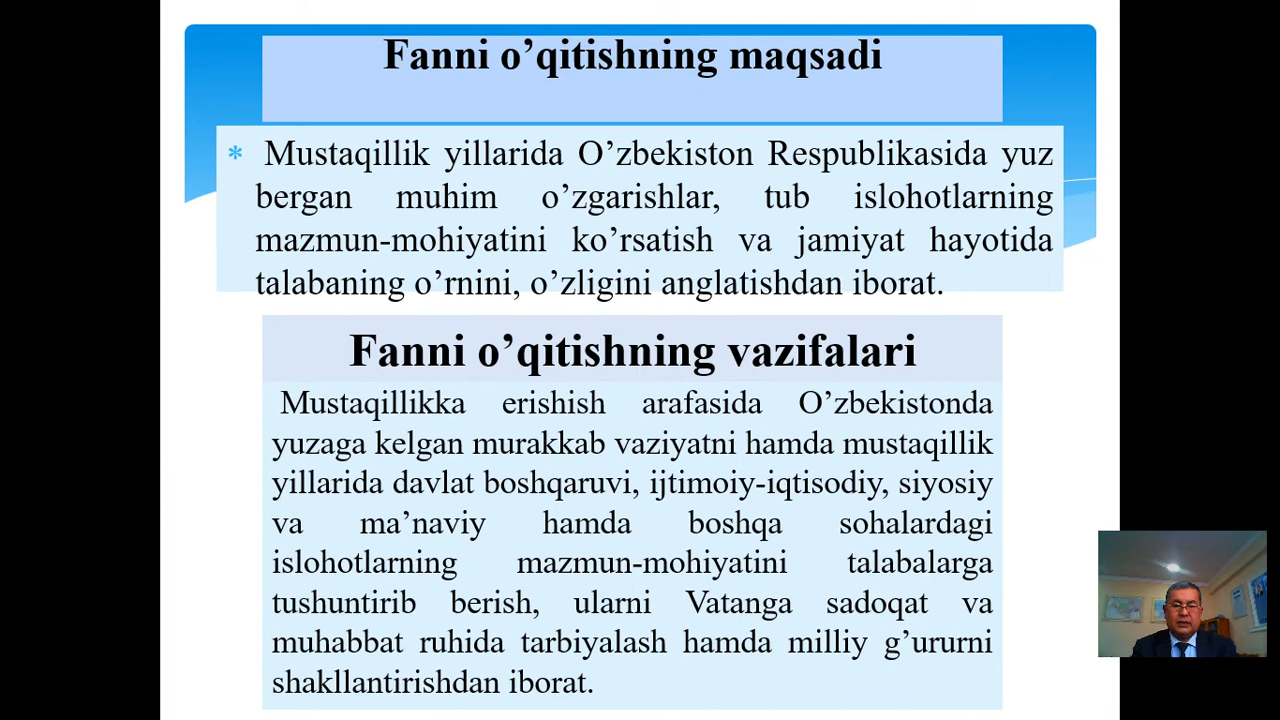 Fanni o’qitishning maqsadi
* Mustaqillik yillarida O’zbekiston Respublikasida yuz
bergan muhim o’zgarishlar, tub islohotlarning
mazmun-mohiyatini ko’rsatish va jamiyat hayotida
talabaning o’rnini, o’zligini anglatishdan iborat.
Fanni o’qitishning vazifalari
Mustaqillikka erishish arafasida O’zbekistonda
yuzaga kelgan murakkab vaziyatni hamda mustaqillik
yillarida davlat boshqaruvi, ijtimoiy-iqtisodiy, siyosiy
va ma’naviy hamda boshqa sohalardagi
islohotlarning mazmun-mohiyatini talabalarga
tushuntirib berish, ularni Vatanga sadoqat va
muhabbat ruhida tarbiyalash hamda milliy g’ururni
shakllantirishdan iborat.